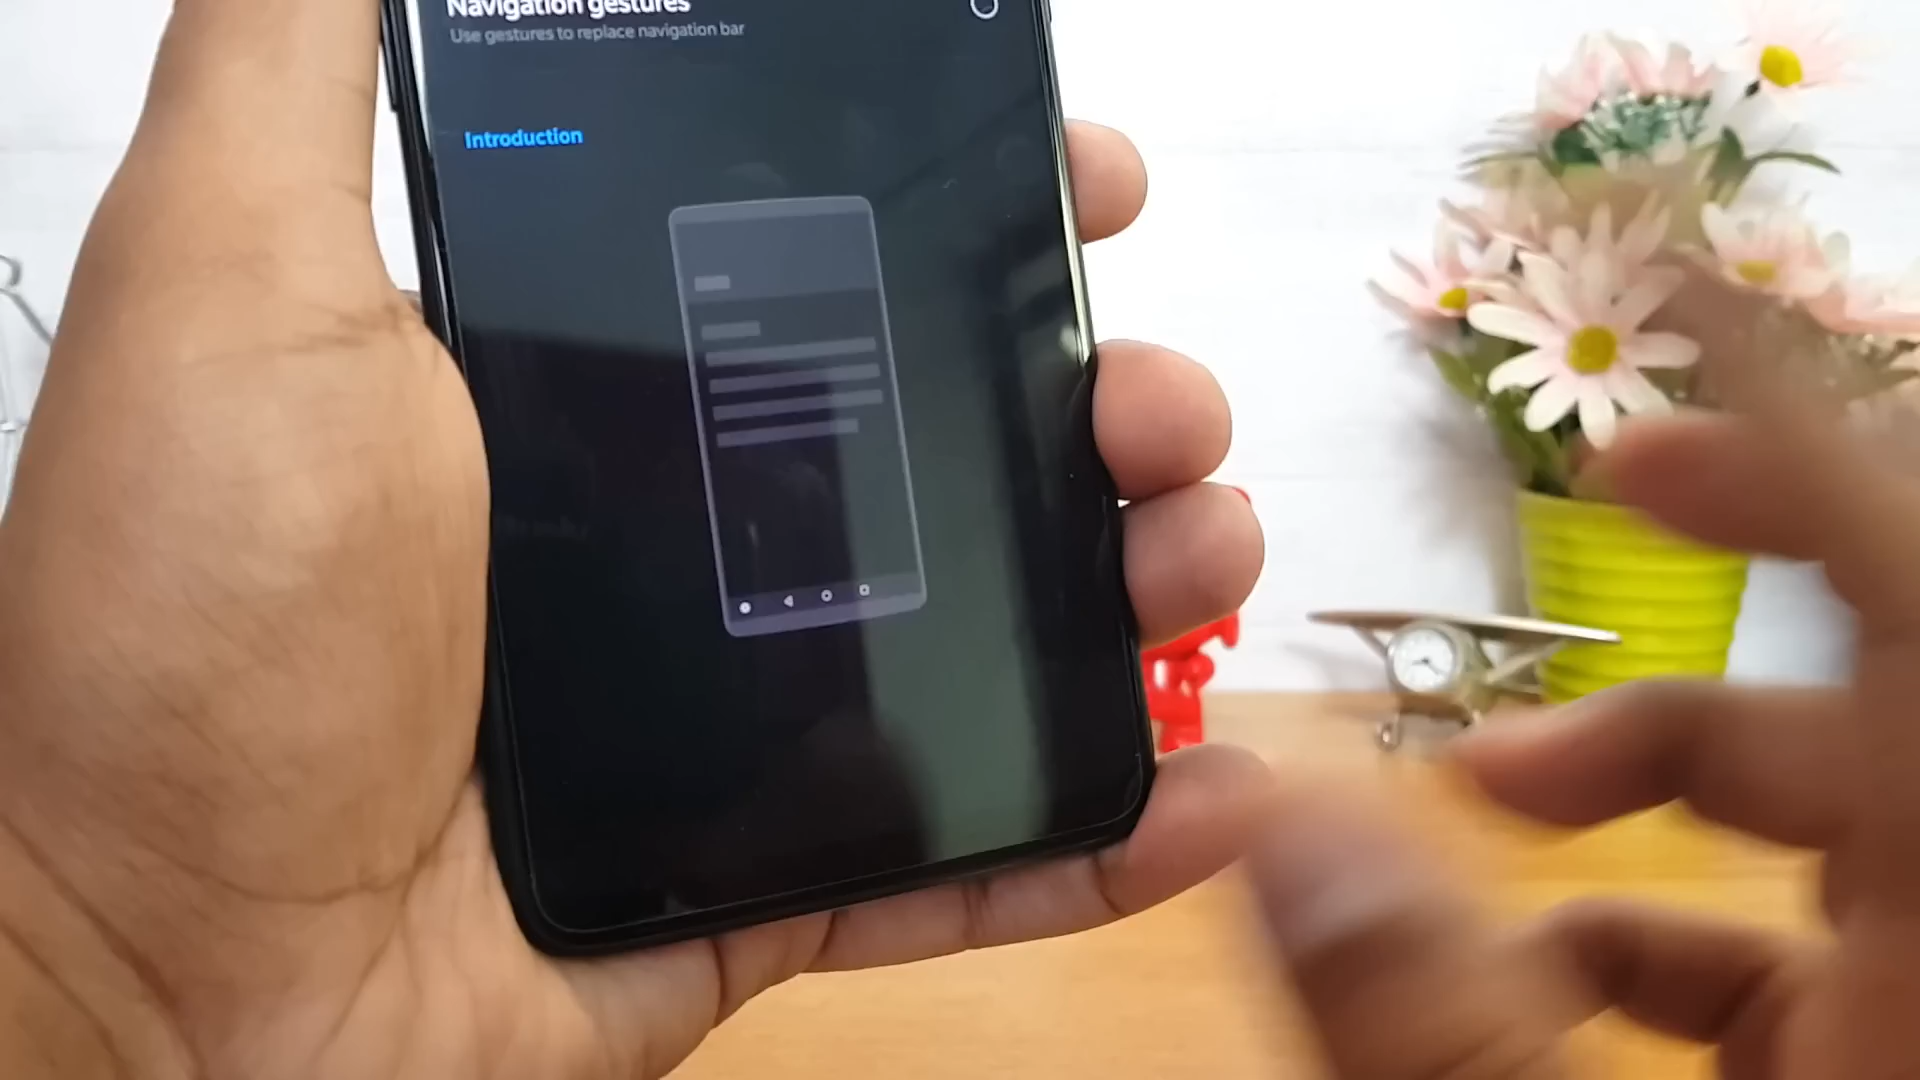 Navigation gestures
Use gestures to replace navigation bar
Introduction